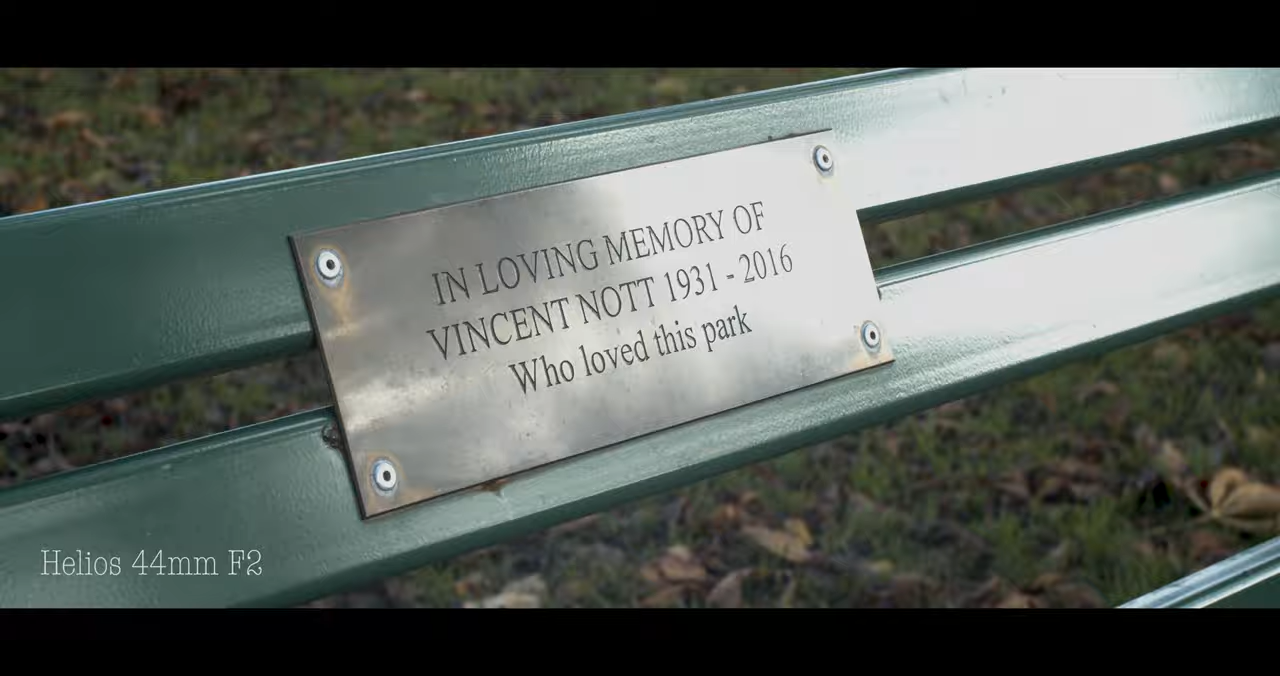 IN LOVING MEMORY OF
VINCENT NOTT 1931 - 2016
Who loved this park
Helios 44mm F2